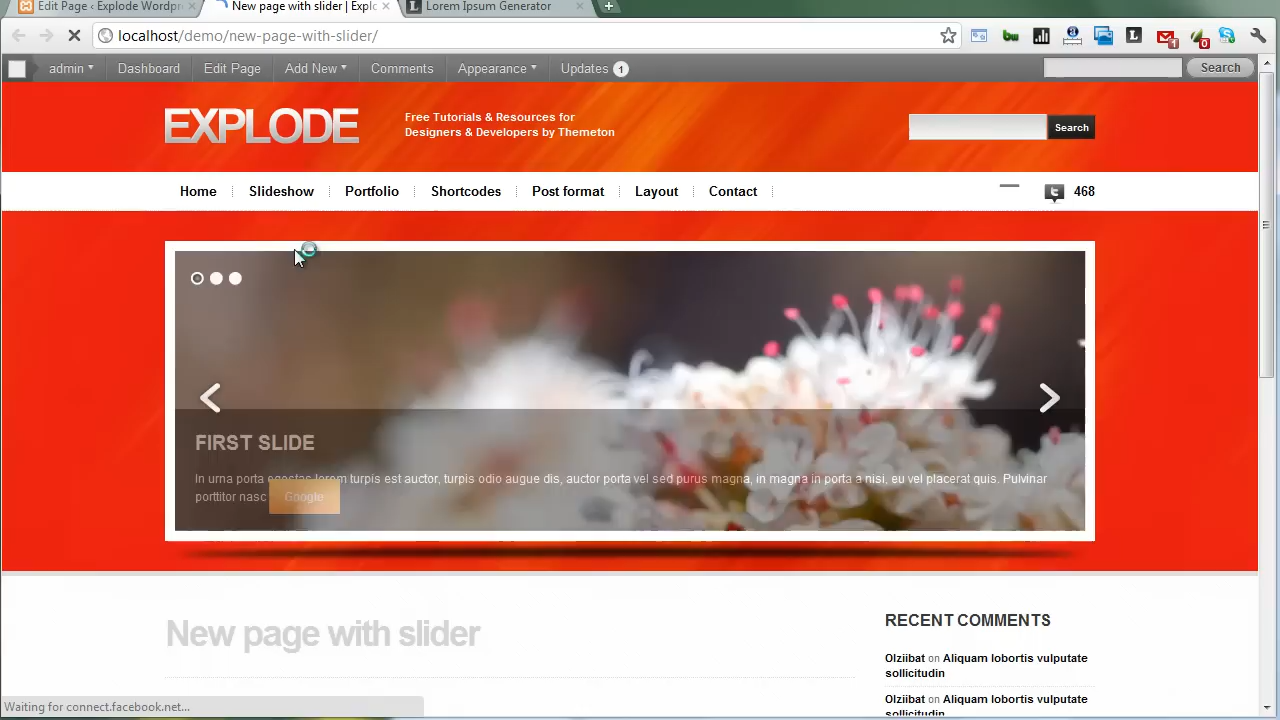 Edit Page ‹ Explode Wordpr
New page with slider | Explo
Lorem Ipsum Generator
localhost/demo/new-page-with-slider/
admin
Dashboard
Edit Page
Add New
Comments
Appearance
Updates 1
Search
EXPLODE
Free Tutorials & Resources for
Designers & Developers by Themeton
Search
Home
Slideshow
Portfolio
Shortcodes
Post format
Layout
Contact
468
FIRST SLIDE
In urna porta egestas lorem turpis est auctor, turpis odio augue dis, auctor porta vel sed purus magna, in magna in porta a nisi, eu vel placerat quis. Pulvinar
porttitor nasc Google
New page with slider
RECENT COMMENTS
Olziibat on Aliquam lobortis vulputate
sollicitudin
Olziibat on Aliquam lobortis vulputate
sollicitudin
Waiting for connect.facebook.net...